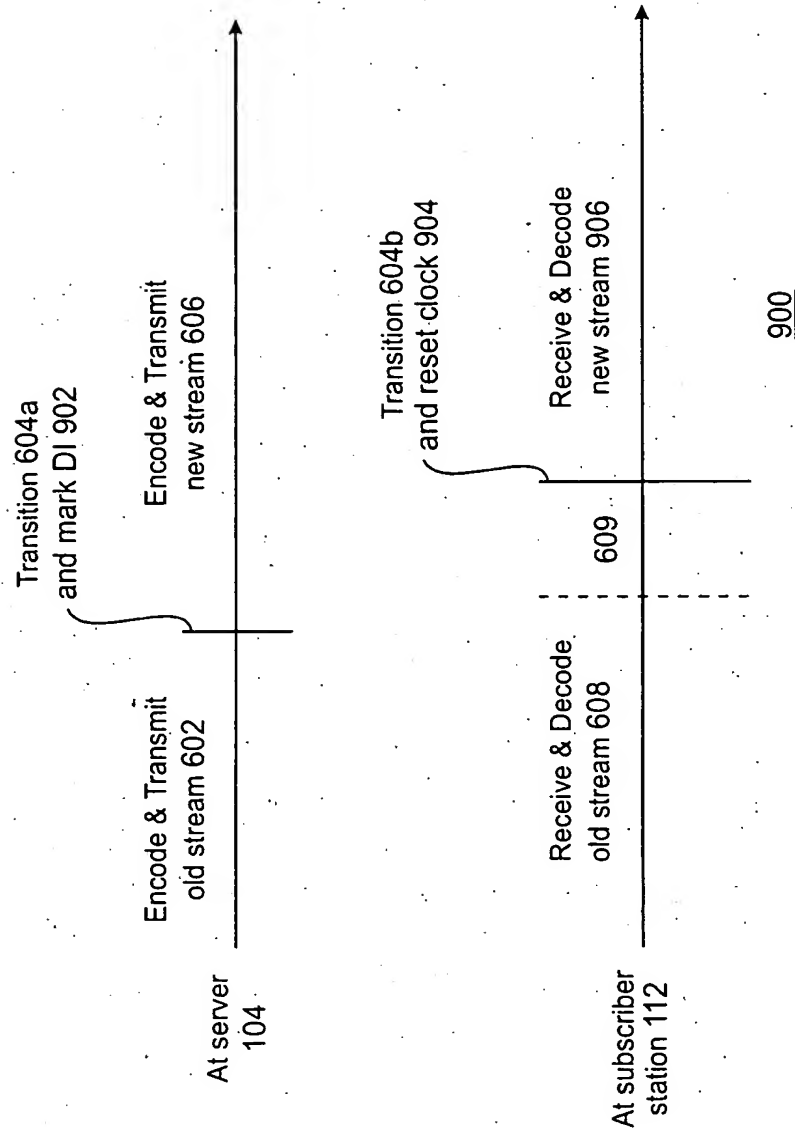 Transition 604a
and mark DI 902
Encode & Transmit
old stream 602
Encode & Transmit
new stream 606
At server
104
Transition 604b
and reset clock 904
Receive & Decode
old stream 608
609
Receive & Decode
new stream 906
At subscriber
station 112
900